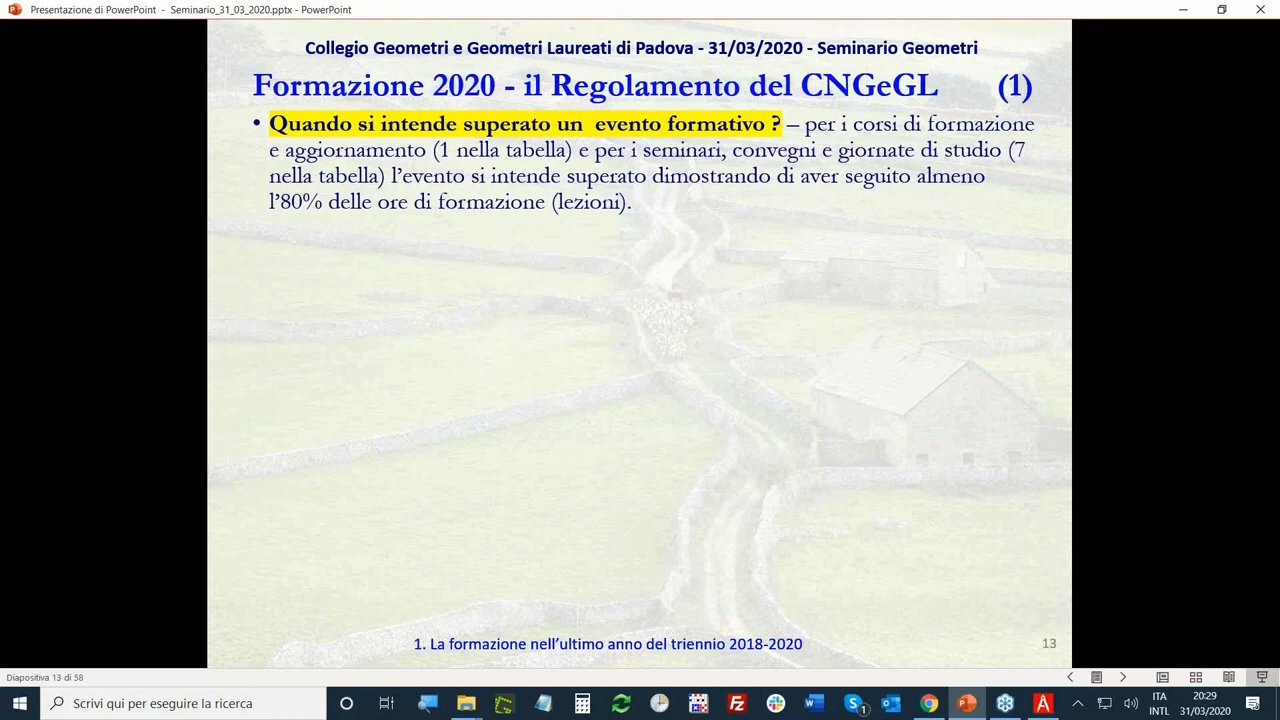 Presentazione di PowerPoint - Seminario_31_03_2020.pptx - PowerPoint
Collegio Geometri e Geometri Laureati di Padova - 31/03/2020 - Seminario Geometri
Formazione 2020 - il Regolamento del CNGeGL (1)
• Quando si intende superato un evento formativo ? – per i corsi di formazione
e aggiornamento (1 nella tabella) e per i seminari, convegni e giornate di studio (7
nella tabella) l’evento si intende superato dimostrando di aver seguito almeno
l’80% delle ore di formazione (lezioni).
1. La formazione nell’ultimo anno del triennio 2018-2020
13
Diapositiva 13 di 58
Scrivi qui per eseguire la ricerca
ITA
INTL
20:29
31/03/2020